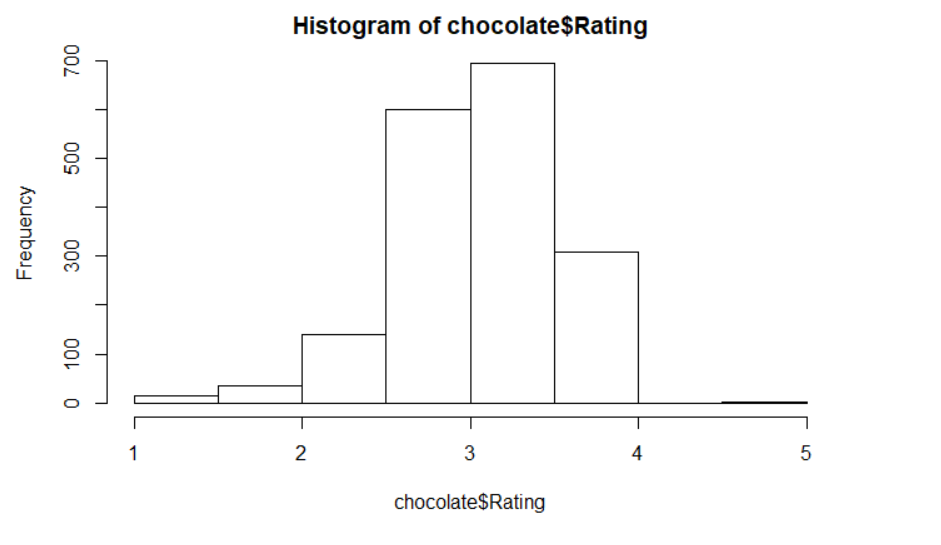 Histogram of chocolate$Rating
Frequency
700
500
300
100
0
1 2 3 4 5
chocolate$Rating